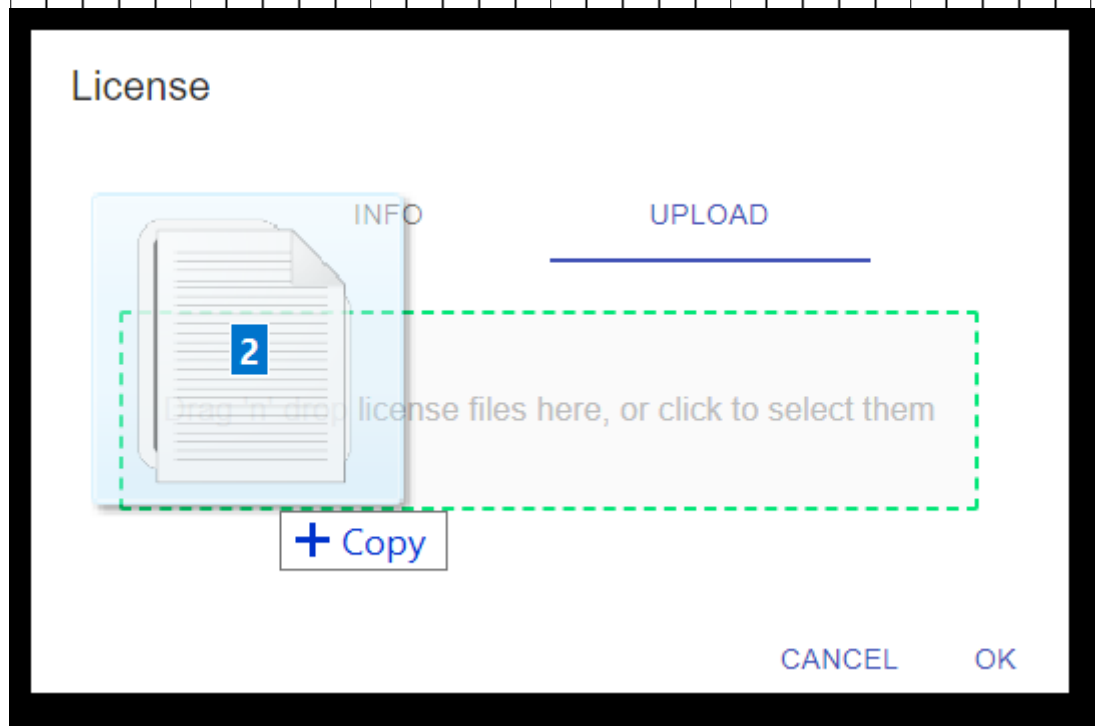 License
INFO UPLOAD
2
Drag 'n' drop license files here, or click to select them
+ Copy
CANCEL OK